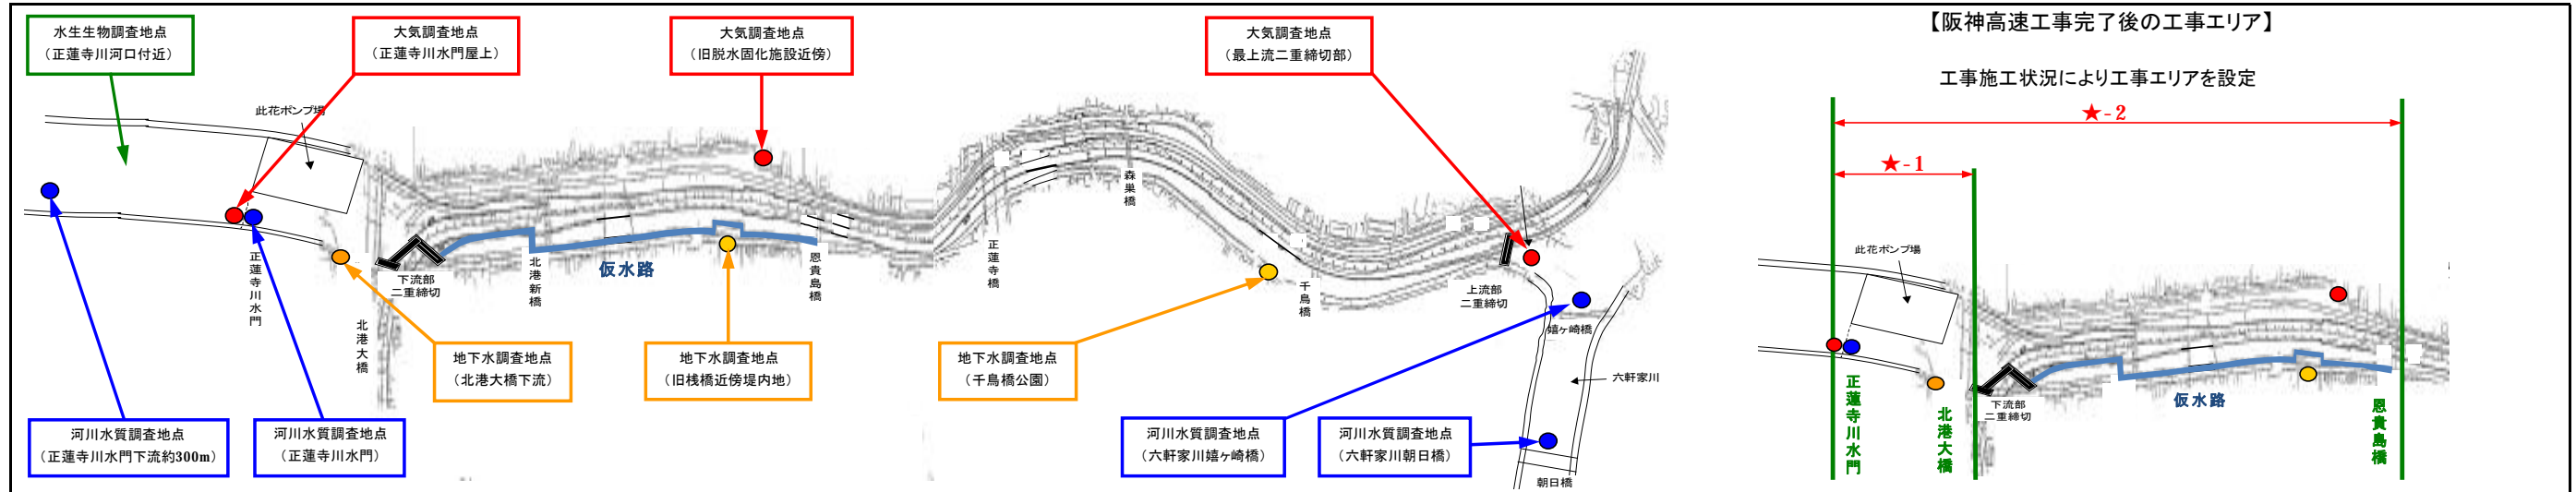 水生生物調査地点
（正蓮寺川河口付近）
大気調査地点
（正蓮寺川水門屋上）
大気調査地点
（旧脱水固化施設近傍）
大気調査地点
（最上流二重締切部）
此花ポンプ場
正蓮寺川水門
北港大橋
下流部
二重締切
北港新橋
仮水路
恩貴島橋
正蓮寺橋
森巣橋
千鳥橋
上流部
二重締切
嬉ヶ崎橋
六軒家川
朝日橋
地下水調査地点
（北港大橋下流）
地下水調査地点
（旧桟橋近傍堤内地）
地下水調査地点
（千鳥橋公園）
河川水質調査地点
（正蓮寺川水門下流約300m）
河川水質調査地点
（正蓮寺川水門）
河川水質調査地点
（六軒家川嬉ヶ崎橋）
河川水質調査地点
（六軒家川朝日橋）
【阪神高速工事完了後の工事エリア】
工事施工状況により工事エリアを設定
★-2
★-1
此花ポンプ場
正蓮寺川水門
北港大橋
下流部
二重締切
仮水路
恩貴島橋